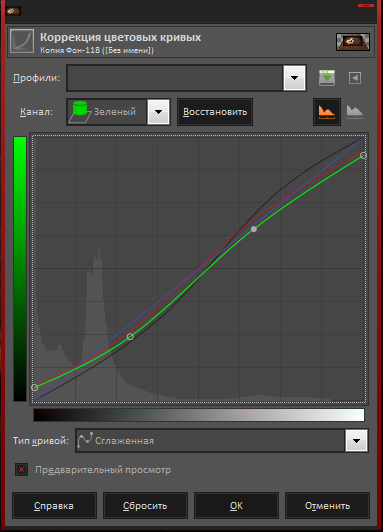 Коррекция цветовых кривых
Копия Фон-118 ([Без имени])
Профили:
Канал: Зеленый Восстановить
Тип кривой: Сглаженная
Предварительный просмотр
Справка Сбросить OK Отменить